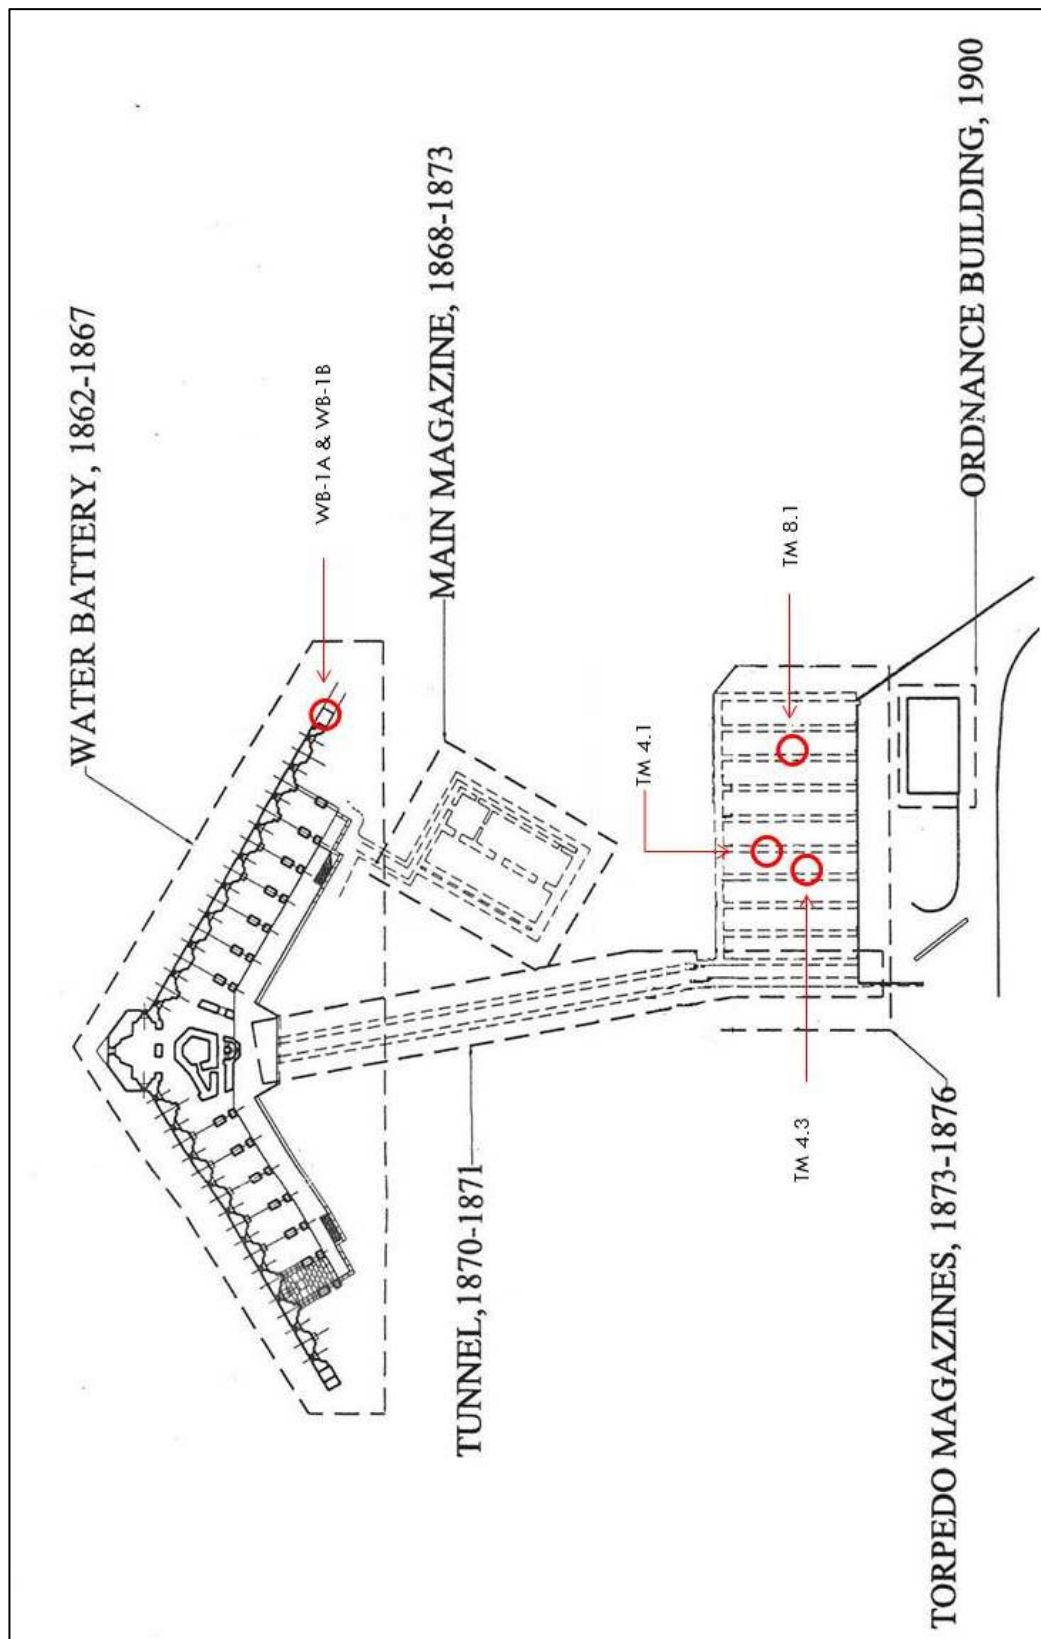 WATER BATTERY, 1862-1867
WB-1A & WB-1B
MAIN MAGAZINE, 1868-1873
TUNNEL,1870-1871
TM 4.1
TM 8.1
TM 4.3
TORPEDO MAGAZINES, 1873-1876
ORDNANCE BUILDING, 1900